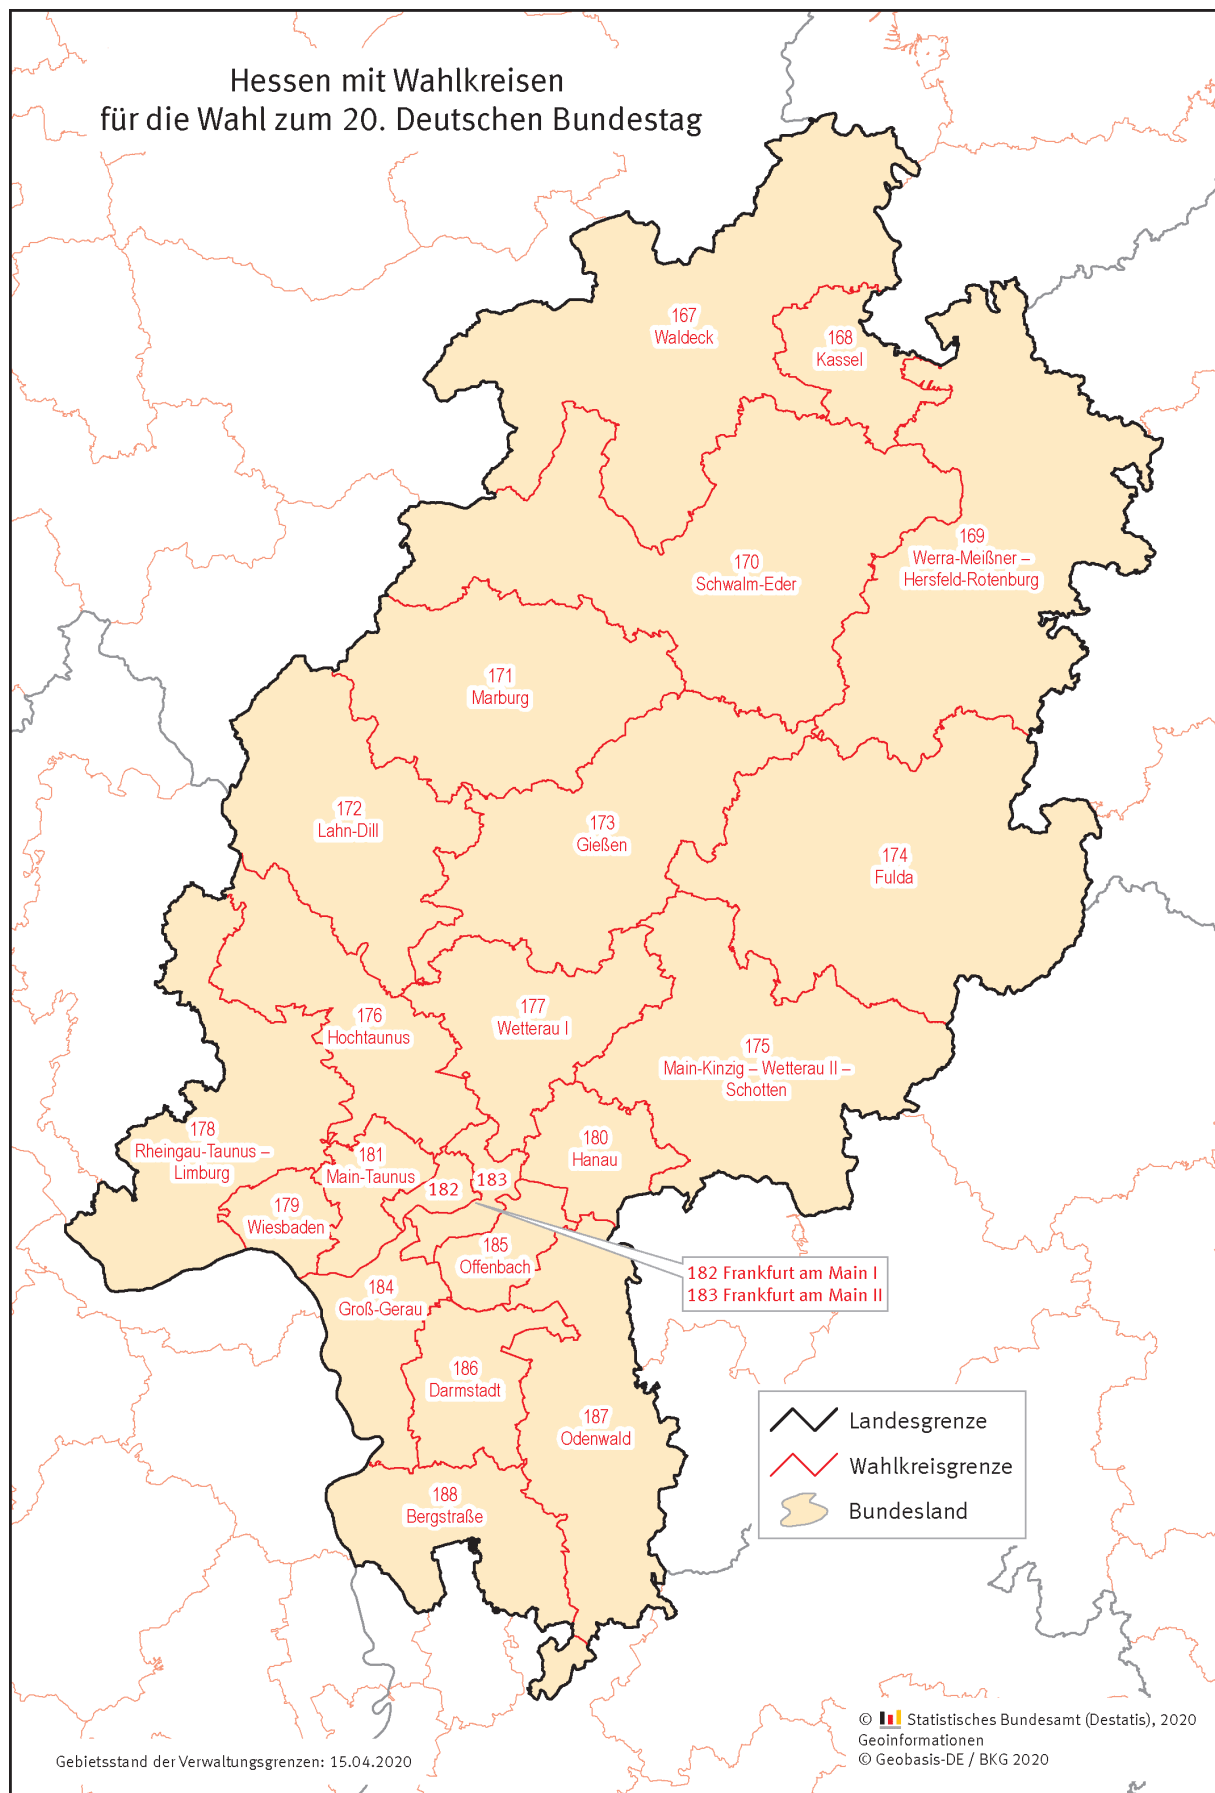 Hessen mit Wahlkreisen
für die Wahl zum 20. Deutschen Bundestag
167
Waldeck
168
Kassel
169
Werra-Meißner –
Hersfeld-Rotenburg
170
Schwalm-Eder
171
Marburg
172
Lahn-Dill
173
Gießen
174
Fulda
177
Wetterau I
176
Hochtaunus
175
Main-Kinzig – Wetterau II –
Schotten
178
Rheingau-Taunus –
Limburg
180
Hanau
181
Main-Taunus
182
183
179
Wiesbaden
185
Offenbach
182 Frankfurt am Main I
183 Frankfurt am Main II
184
Groß-Gerau
186
Darmstadt
187
Odenwald
188
Bergstraße
Landesgrenze
Wahlkreisgrenze
Bundesland
© Statistisches Bundesamt (Destatis), 2020
Geoinformationen
© Geobasis-DE / BKG 2020
Gebietsstand der Verwaltungsgrenzen: 15.04.2020